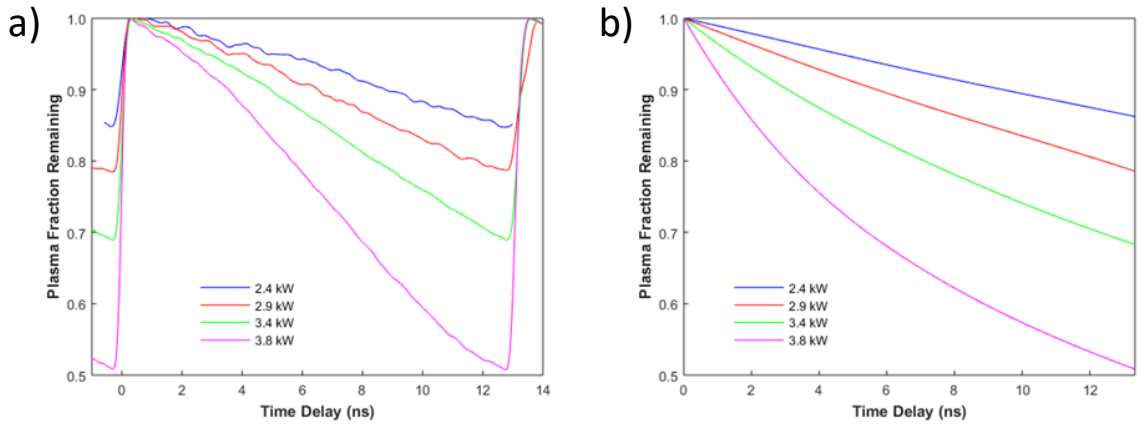 a)
Plasma Fraction Remaining
1.0
0.9
0.8
0.7
0.6
0.5
2.4 kW
2.9 kW
3.4 kW
3.8 kW
0
2
4
6
8
10
12
14
Time Delay (ns)
b)
Plasma Fraction Remaining
1.0
0.9
0.8
0.7
0.6
0.5
2.4 kW
2.9 kW
3.4 kW
3.8 kW
0
2
4
6
8
10
12
Time Delay (ns)